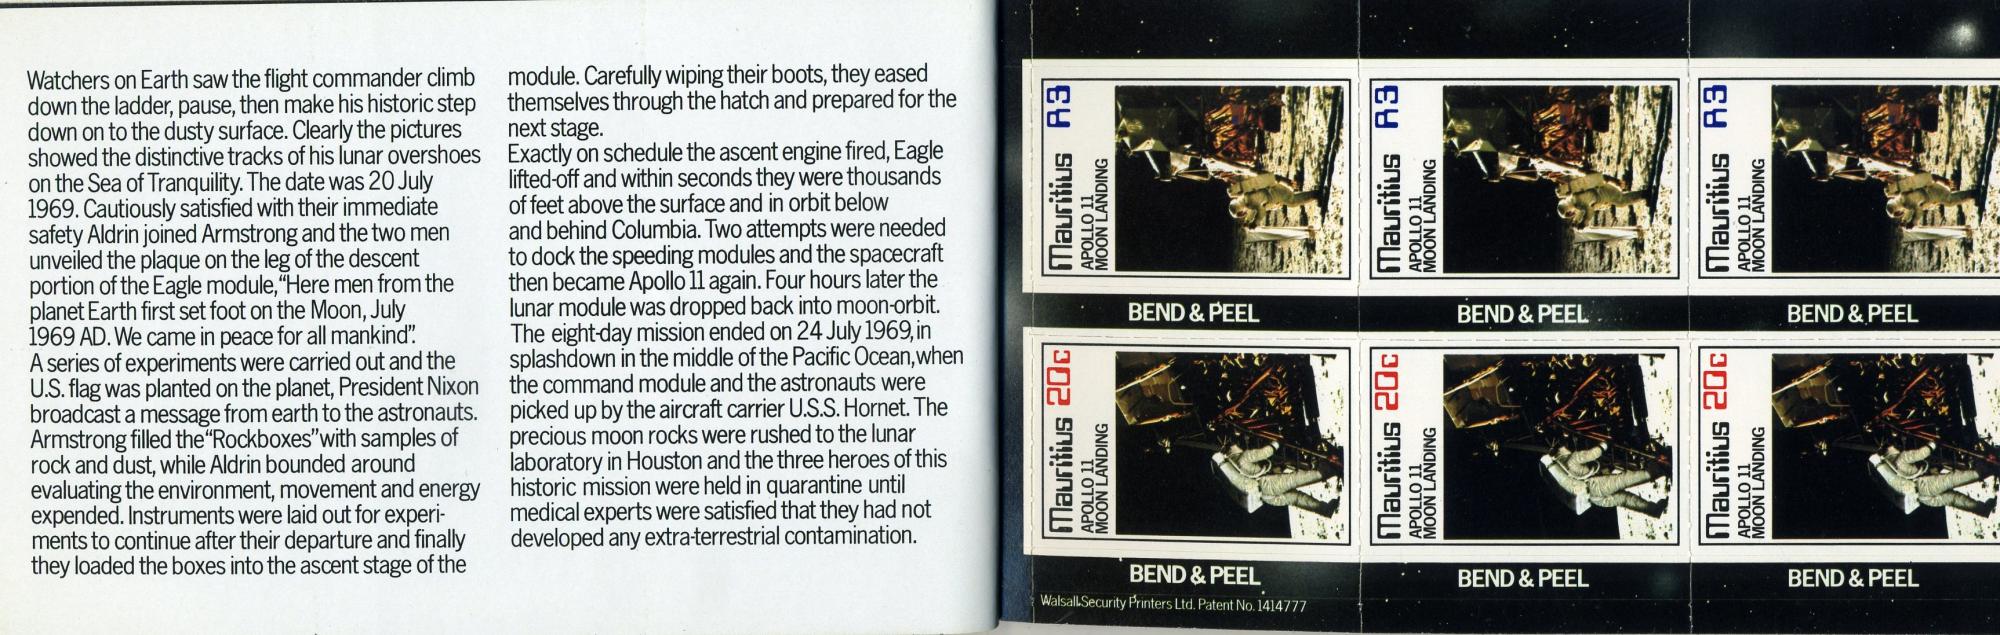 Watchers on Earth saw the flight commander climb
down the ladder, pause, then make his historic step
down on to the dusty surface. Clearly the pictures
showed the distinctive tracks of his lunar overshoes
on the Sea of Tranquility. The date was 20 July
1969. Cautiously satisfied with their immediate
safety Aldrin joined Armstrong and the two men
unveiled the plaque on the leg of the descent
portion of the Eagle module, “Here men from the
planet Earth first set foot on the Moon, July
1969 AD. We came in peace for all mankind”.
A series of experiments were carried out and the
U.S. flag was planted on the planet, President Nixon
broadcast a message from earth to the astronauts.
Armstrong filled the “Rockboxes” with samples of
rock and dust, while Aldrin bounded around
evaluating the environment, movement and energy
expended. Instruments were laid out for experi-
ments to continue after their departure and finally
they loaded the boxes into the ascent stage of the
module. Carefully wiping their boots, they eased
themselves through the hatch and prepared for the
next stage.
Exactly on schedule the ascent engine fired, Eagle
lifted-off and within seconds they were thousands
of feet above the surface and in orbit below
and behind Columbia. Two attempts were needed
to dock the speeding modules and the spacecraft
then became Apollo 11 again. Four hours later the
lunar module was dropped back into moon-orbit.
The eight-day mission ended on 24 July 1969, in
splashdown in the middle of the Pacific Ocean, when
the command module and the astronauts were
picked up by the aircraft carrier U.S.S. Hornet. The
precious moon rocks were rushed to the lunar
laboratory in Houston and the three heroes of this
historic mission were held in quarantine until
medical experts were satisfied that they had not
developed any extra-terrestrial contamination.
Mauritius R3
APOLLO 11
MOON LANDING
Mauritius R3
APOLLO 11
MOON LANDING
Mauritius R3
APOLLO 11
MOON LANDING
BEND & PEEL
BEND & PEEL
BEND & PEEL
Mauritius 20c
APOLLO 11
MOON LANDING
Mauritius 20c
APOLLO 11
MOON LANDING
Mauritius 20c
APOLLO 11
MOON LANDING
BEND & PEEL
BEND & PEEL
BEND & PEEL
Walsall Security Printers Ltd. Patent No. 1414777